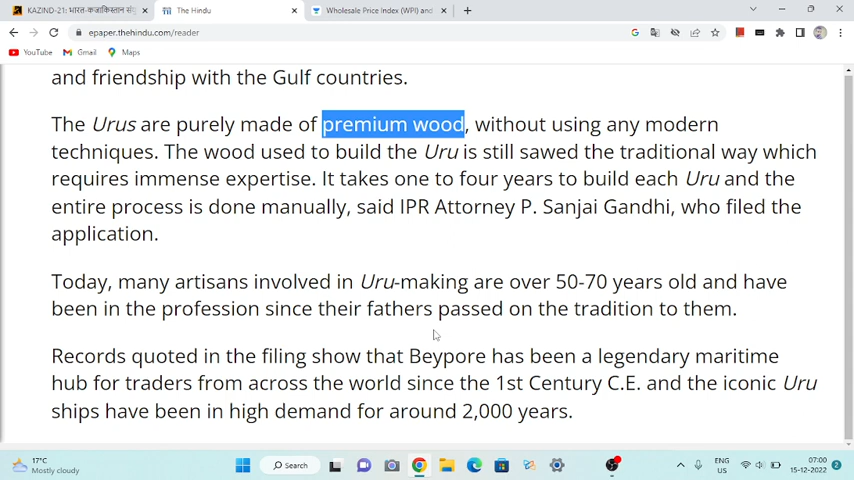 KAZIND-21: भारत-कजाकिस्तान सं
The Hindu
Wholesale Price Index (WPI) and
epaper.thehindu.com/reader
YouTube
Gmail
Maps
and friendship with the Gulf countries.
The Urus are purely made of premium wood, without using any modern
techniques. The wood used to build the Uru is still sawed the traditional way which
requires immense expertise. It takes one to four years to build each Uru and the
entire process is done manually, said IPR Attorney P. Sanjai Gandhi, who filed the
application.
Today, many artisans involved in Uru-making are over 50-70 years old and have
been in the profession since their fathers passed on the tradition to them.
Records quoted in the filing show that Beypore has been a legendary maritime
hub for traders from across the world since the 1st Century C.E. and the iconic Uru
ships have been in high demand for around 2,000 years.
17°C
Mostly cloudy
Search
ENG
US
07:00
15-12-2022
2